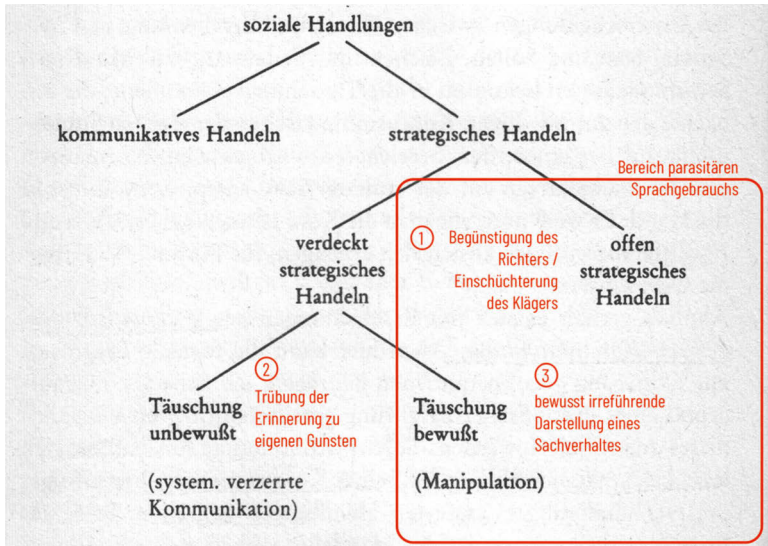 soziale Handlungen
kommunikatives Handeln
strategisches Handeln
Bereich parasitären
Sprachgebrauchs
verdeckt
strategisches
Handeln
1
Begünstigung des
Richters /
Einschüchterung
des Klägers
offen
strategisches
Handeln
2
Trübung der
Erinnerung zu
eigenen Gunsten
3
bewusst irreführende
Darstellung eines
Sachverhaltes
Täuschung
unbewußt
Täuschung
bewußt
(system. verzerrte
Kommunikation)
(Manipulation)